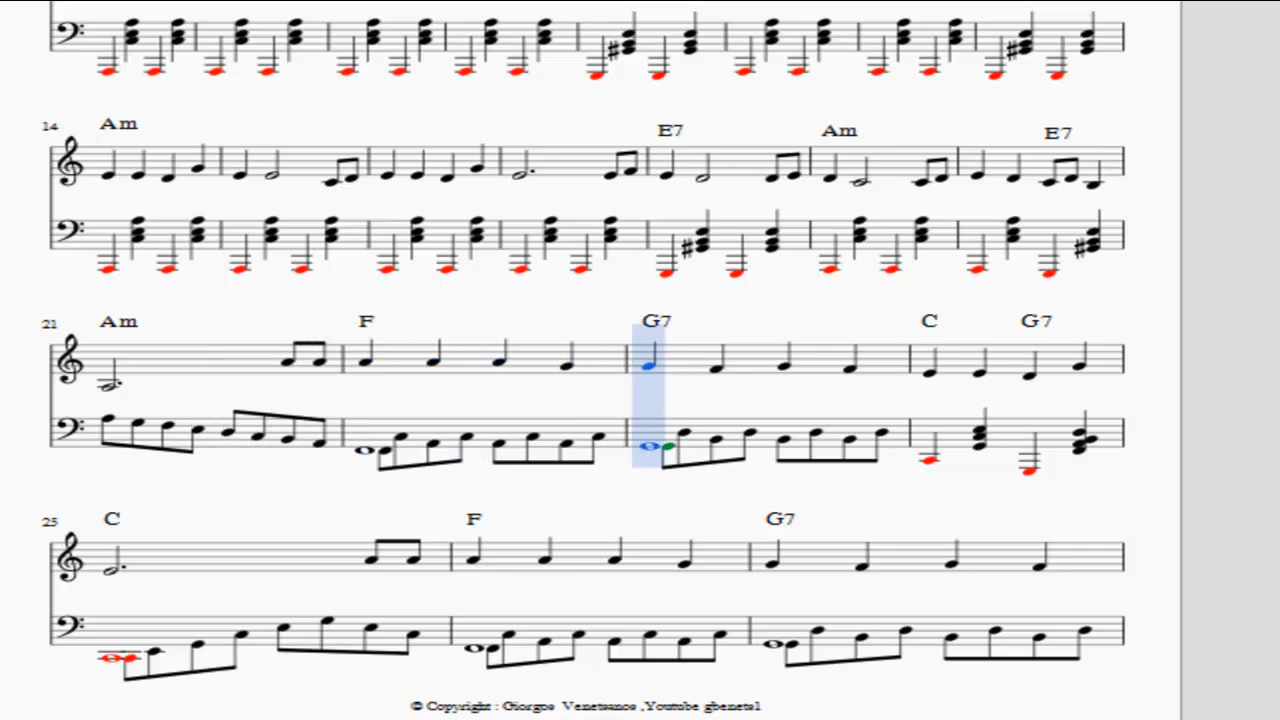 14 Am E7 Am E7
21 Am F G7 C G7
25 C F G7
© Copyright : Giorgos Venetsanos ,Youtube gbenets1